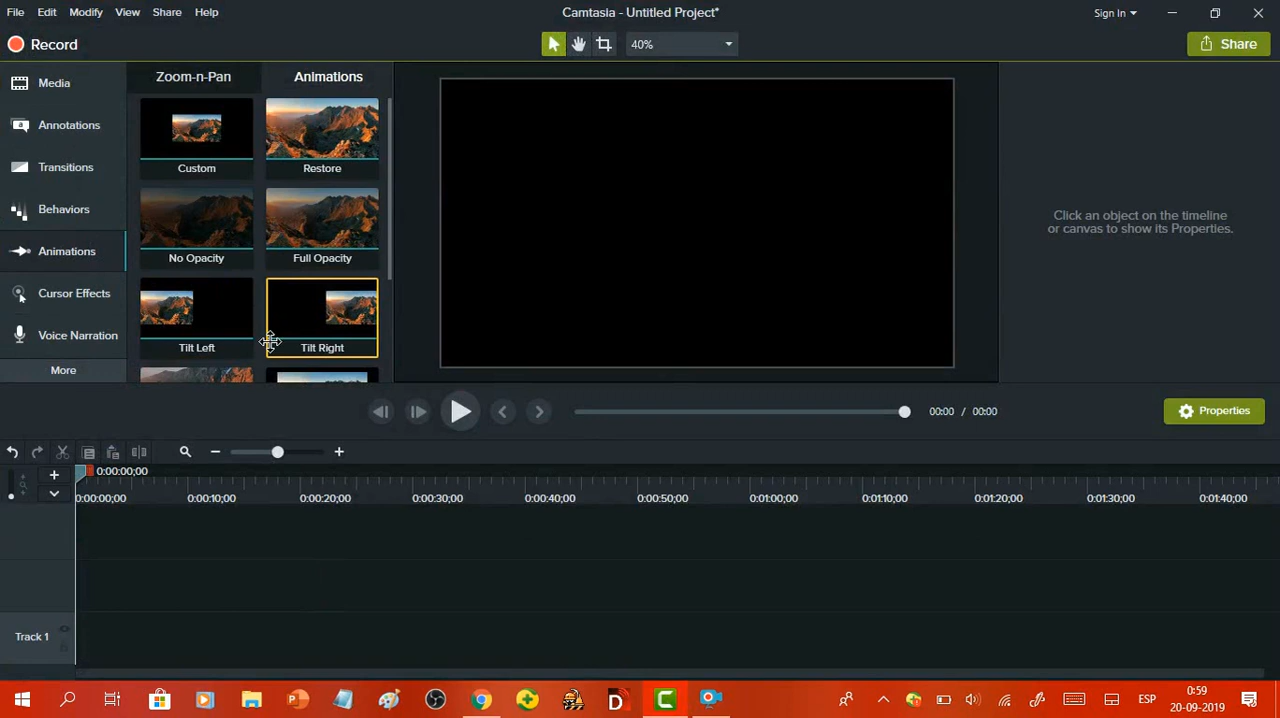 File Edit Modify View Share Help
Camtasia - Untitled Project*
Sign In
Record
40%
Share
Media
Annotations
Transitions
Behaviors
Animations
Cursor Effects
Voice Narration
More
Zoom-n-Pan
Animations
Custom
Restore
No Opacity
Full Opacity
Tilt Left
Tilt Right
Click an object on the timeline
or canvas to show its Properties.
00:00 / 00:00
Properties
0:00:00;00
0:00:00;00 0:00:10;00 0:00:20;00 0:00:30;00 0:00:40;00 0:00:50;00 0:01:00;00 0:01:10;00 0:01:20;00 0:01:30;00 0:01:40;00
Track 1
ESP
0:59
20-09-2019